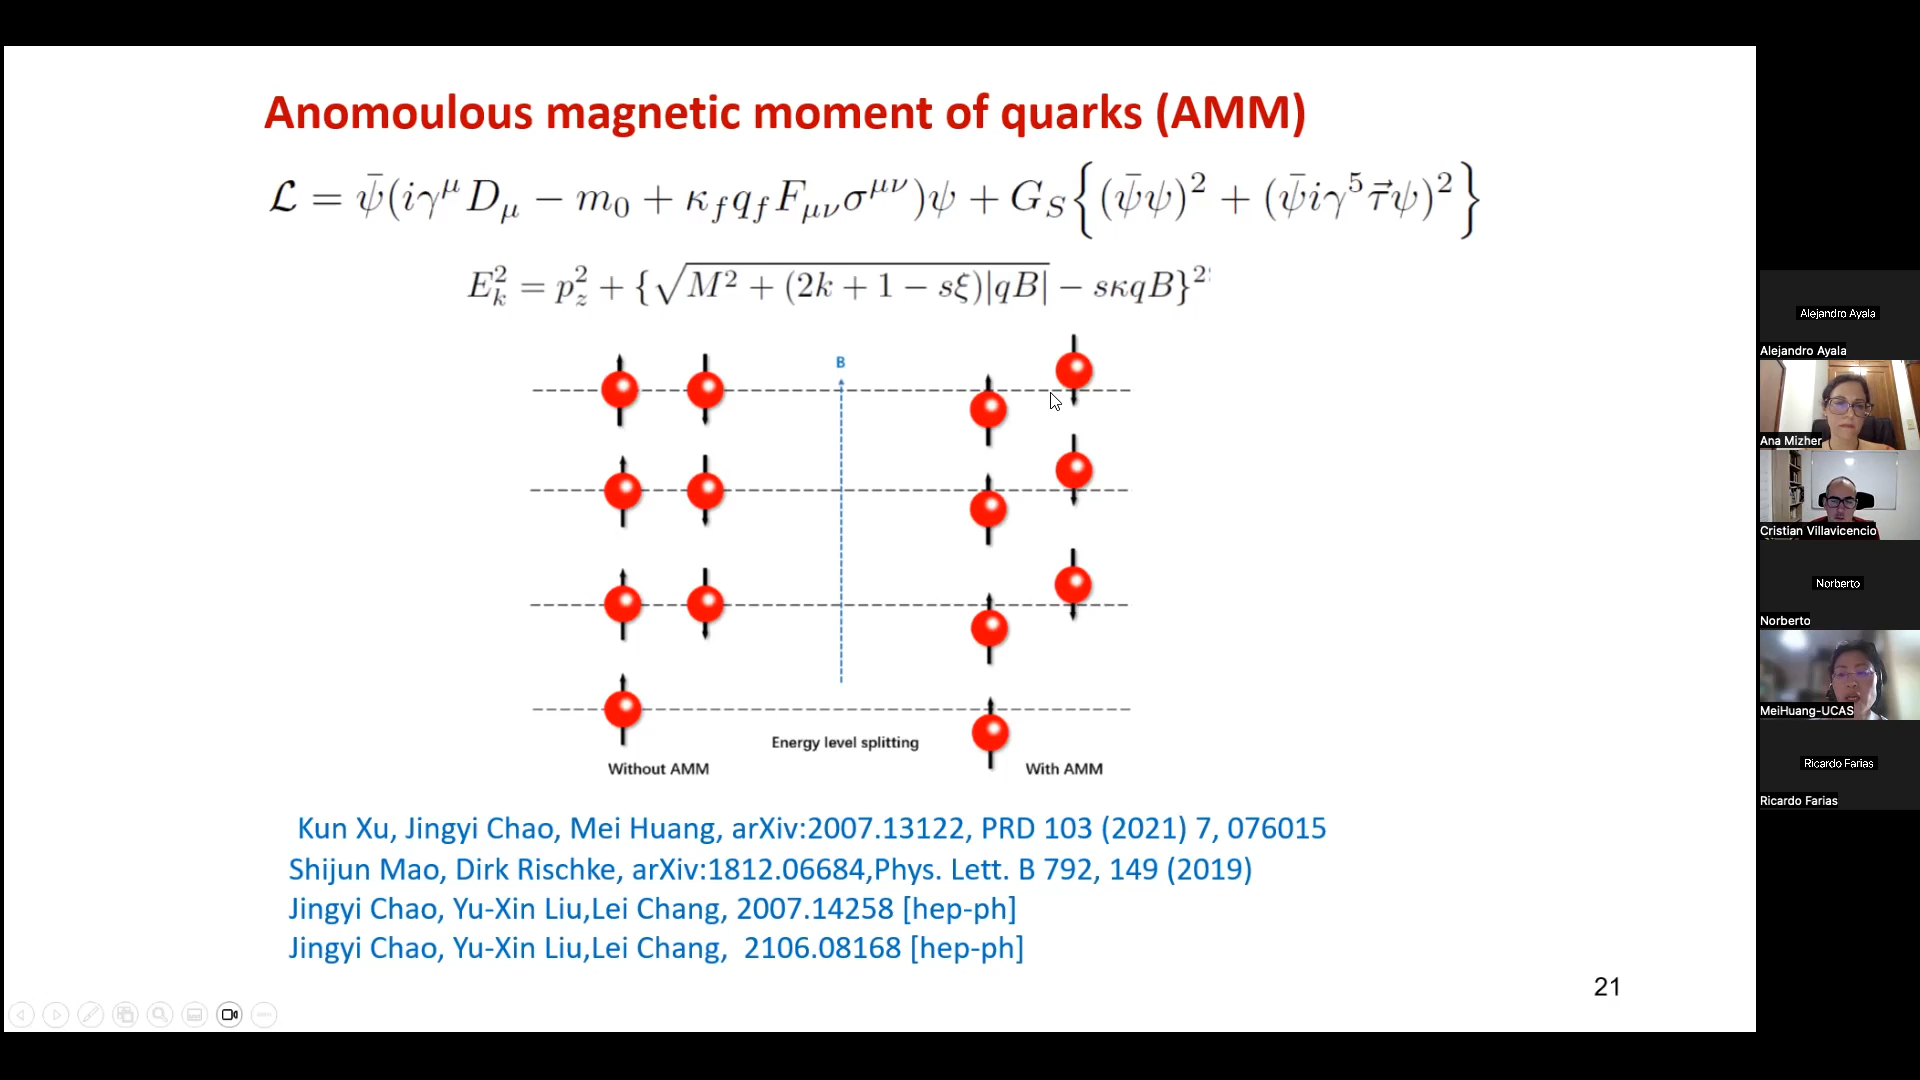 Anomoulous magnetic moment of quarks (AMM)
ℒ = ψ̄(iγ^μ D_μ − m_0 + κ_f q_f F_{μν}σ^{μν})ψ + G_S{(ψ̄ψ)^2 + (ψ̄iγ^5 τ⃗ψ)^2}
E_k^2 = p_z^2 + {√(M^2 + (2k + 1 − sξ)|qB|) − sκqB}^2
B
Energy level splitting
Without AMM
With AMM
Kun Xu, Jingyi Chao, Mei Huang, arXiv:2007.13122, PRD 103 (2021) 7, 076015
Shijun Mao, Dirk Rischke, arXiv:1812.06684,Phys. Lett. B 792, 149 (2019)
Jingyi Chao, Yu-Xin Liu,Lei Chang, 2007.14258 [hep-ph]
Jingyi Chao, Yu-Xin Liu,Lei Chang, 2106.08168 [hep-ph]
21
Alejandro Ayala
Alejandro Ayala
Ana Mizher
Cristian Villavicencio
Norberto
Norberto
MeiHuang-UCAS
Ricardo Farias
Ricardo Farias